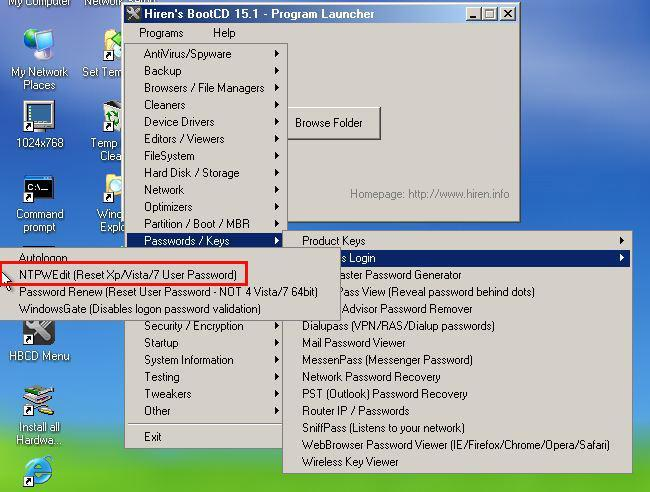 My Computer
Hiren's BootCD 15.1 - Program Launcher
Programs Help
My Network
Places
Set Tem
1024x768
Temp
Clea
Command
prompt
Windo
Explo
HBCD Menu
Install all
Hardwa...
AntiVirus/Spyware
Backup
Browsers / File Managers
Cleaners
Device Drivers
Editors / Viewers
FileSystem
Hard Disk / Storage
Network
Optimizers
Partition / Boot / MBR
Passwords / Keys
Security / Encryption
Startup
System Information
Testing
Tweakers
Other
Exit
Browse Folder
Homepage: http://www.hiren.info
Autologon
NTPWEdit (Reset Xp/Vista/7 User Password)
Password Renew (Reset User Password - NOT 4 Vista/7 64bit)
WindowsGate (Disables logon password validation)
Product Keys
s Login
aster Password Generator
Pass View (Reveal password behind dots)
Advisor Password Remover
Dialupass (VPN/RAS/Dialup passwords)
Mail Password Viewer
MessenPass (Messenger Password)
Network Password Recovery
PST (Outlook) Password Recovery
Router IP / Passwords
SniffPass (Listens to your network)
WebBrowser Password Viewer (IE/Firefox/Chrome/Opera/Safari)
Wireless Key Viewer